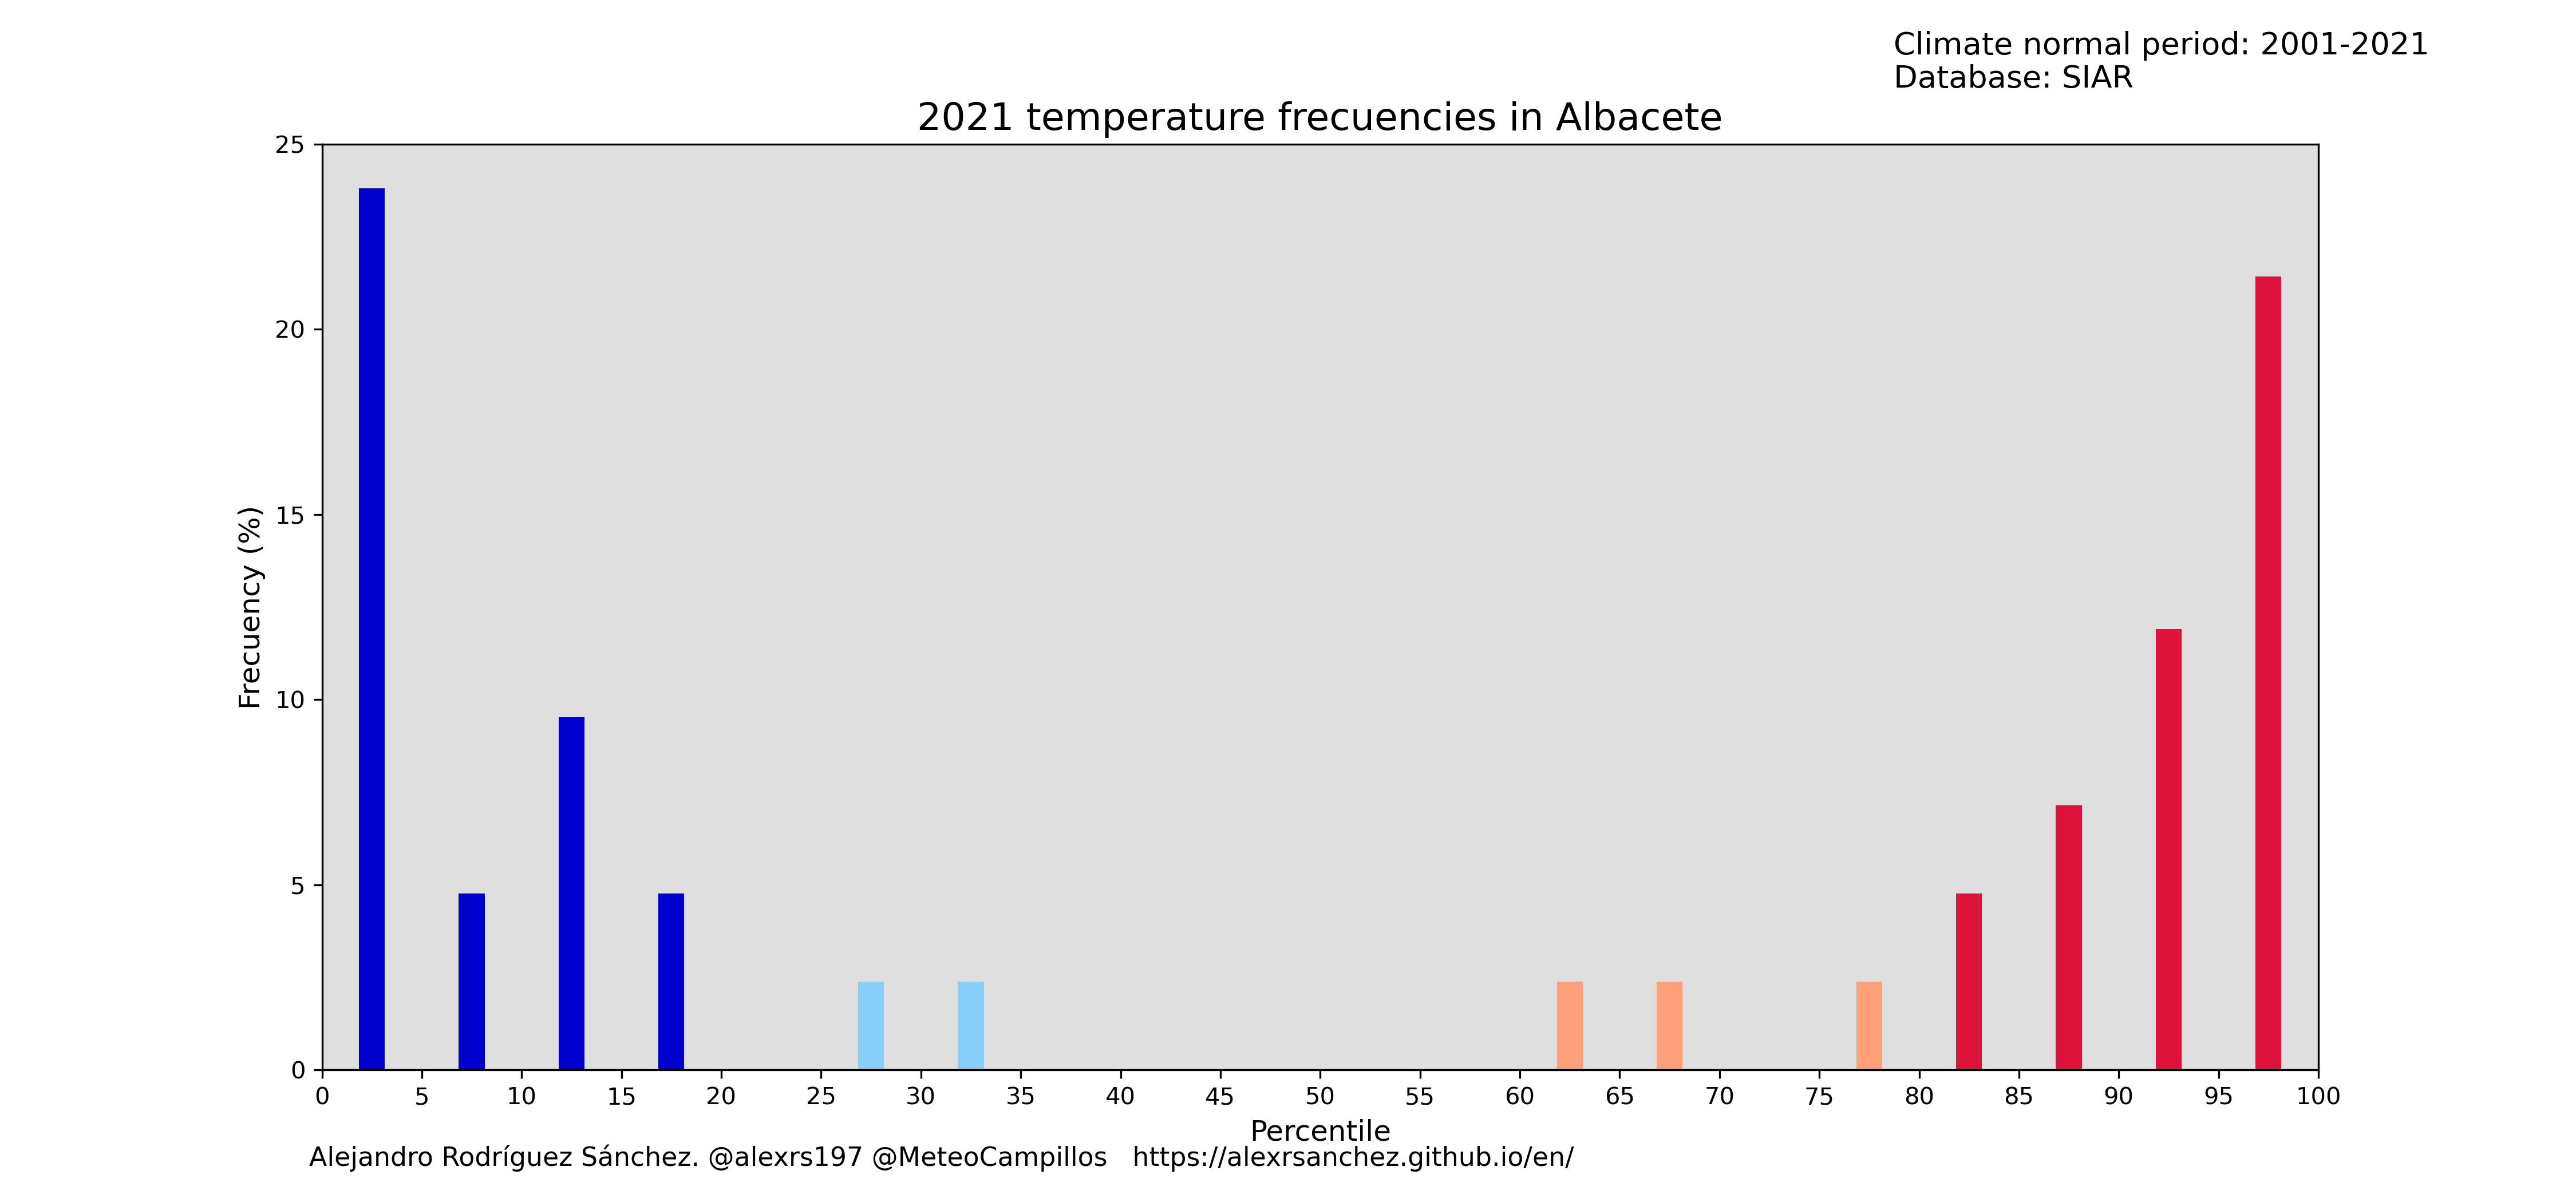 Climate normal period: 2001-2021
Database: SIAR
2021 temperature frecuencies in Albacete
25
20
15
10
5
0
Frecuency (%)
0 5 10 15 20 25 30 35 40 45 50 55 60 65 70 75 80 85 90 95 100
Percentile
Alejandro Rodríguez Sánchez. @alexrs197 @MeteoCampillos https://alexrsanchez.github.io/en/